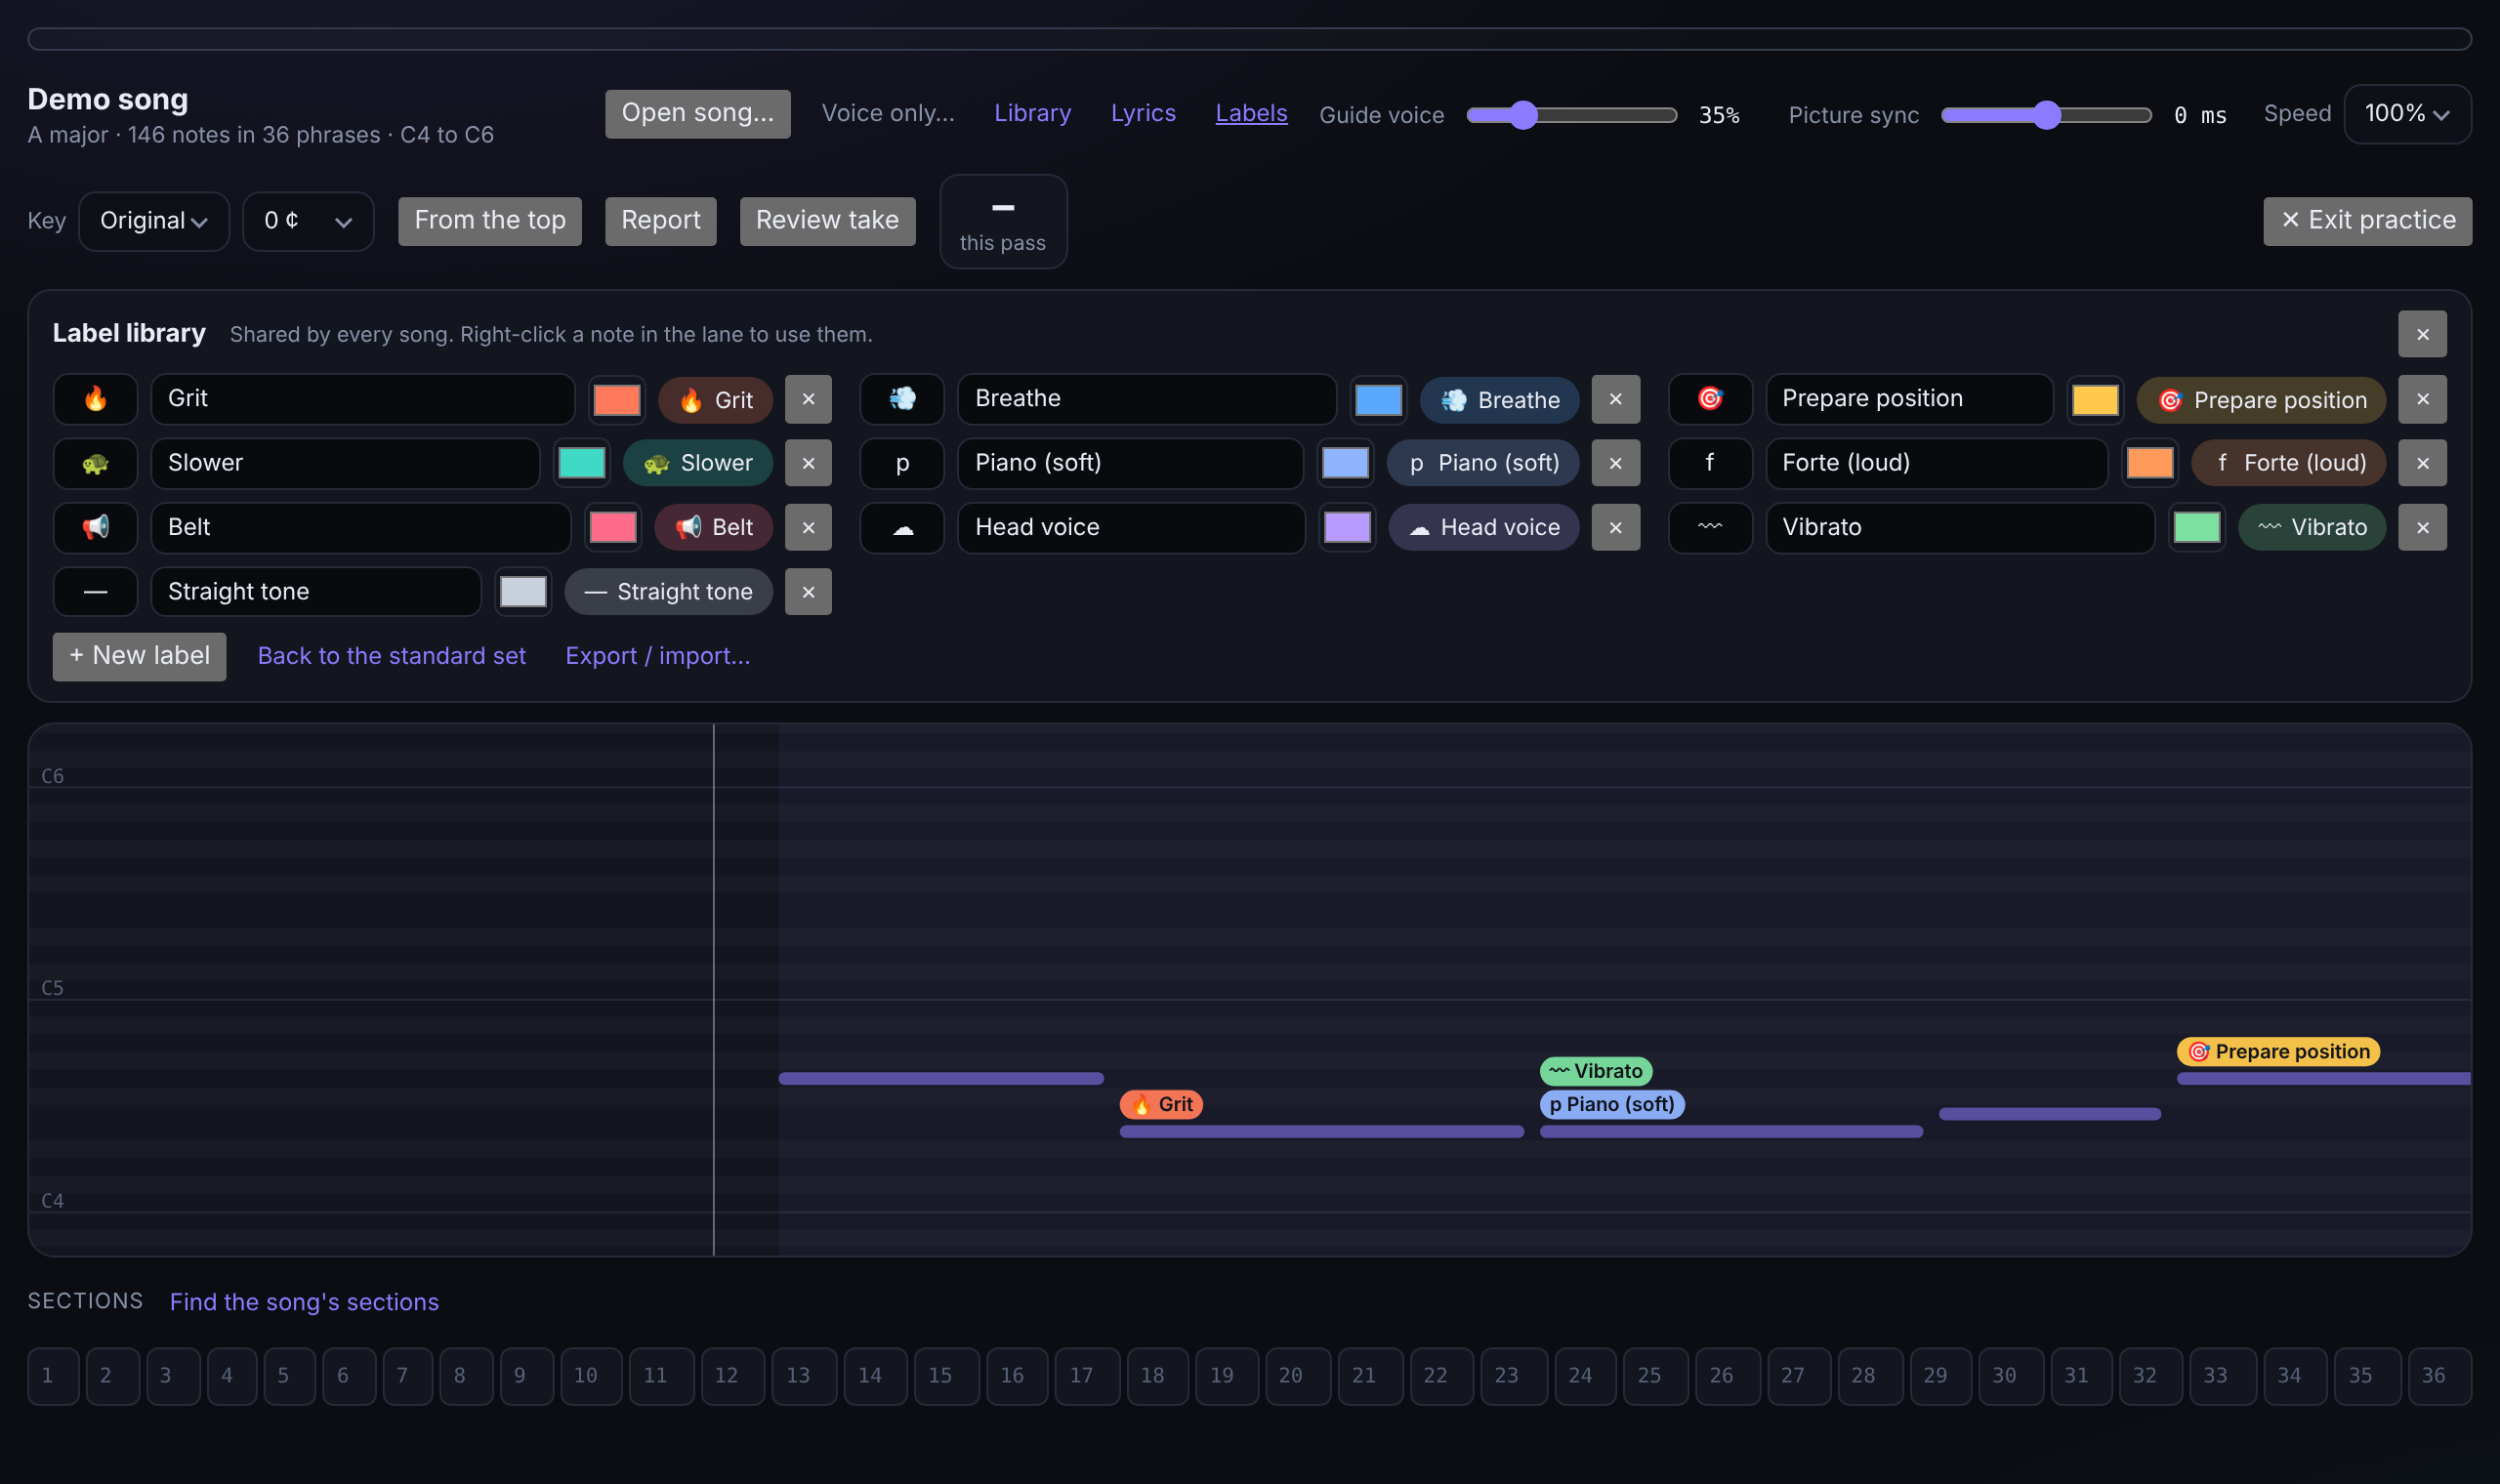 Demo song
A major · 146 notes in 36 phrases · C4 to C6
Open song... Voice only... Library Lyrics Labels Guide voice 35% Picture sync 0 ms Speed 100%
Key Original 0 ¢ From the top Report Review take — this pass ✕ Exit practice
Label library Shared by every song. Right-click a note in the lane to use them. ×
🔥 Grit 🔥 Grit × 💨 Breathe 💨 Breathe × 🎯 Prepare position 🎯 Prepare position ×
🐢 Slower 🐢 Slower × p Piano (soft) p Piano (soft) × f Forte (loud) f Forte (loud) ×
📢 Belt 📢 Belt × ☁ Head voice ☁ Head voice × 〰 Vibrato 〰 Vibrato ×
— Straight tone — Straight tone ×
+ New label Back to the standard set Export / import...
C6
C5
🎯 Prepare position
〰 Vibrato
🔥 Grit p Piano (soft)
C4
SECTIONS Find the song's sections
1 2 3 4 5 6 7 8 9 10 11 12 13 14 15 16 17 18 19 20 21 22 23 24 25 26 27 28 29 30 31 32 33 34 35 36